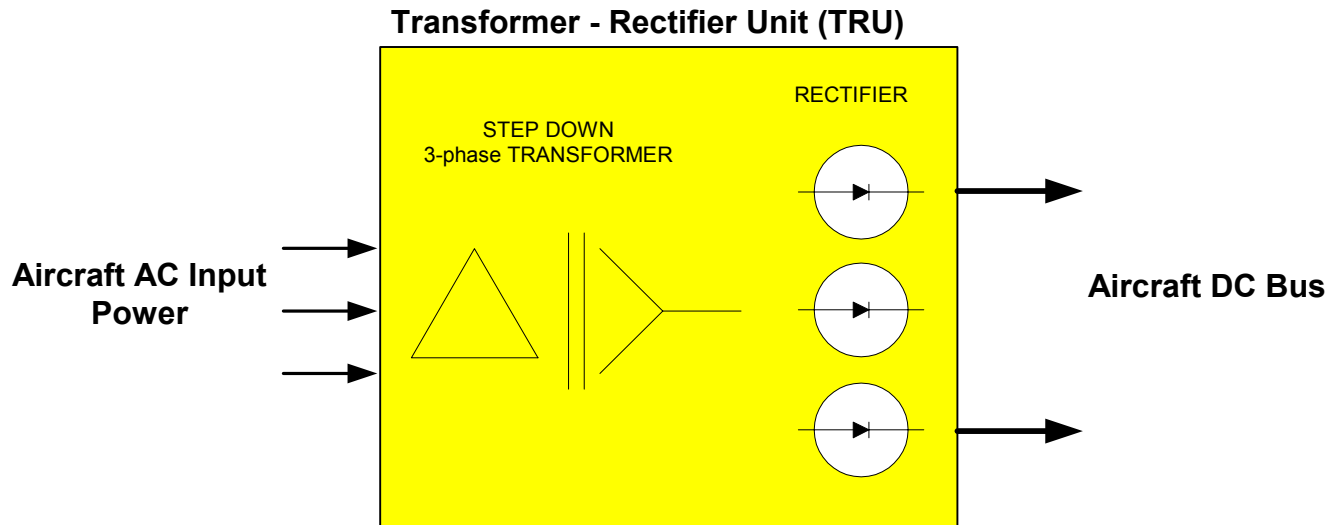 Transformer - Rectifier Unit (TRU)
RECTIFIER
STEP DOWN
3-phase TRANSFORMER
Aircraft AC Input
Power
Aircraft DC Bus